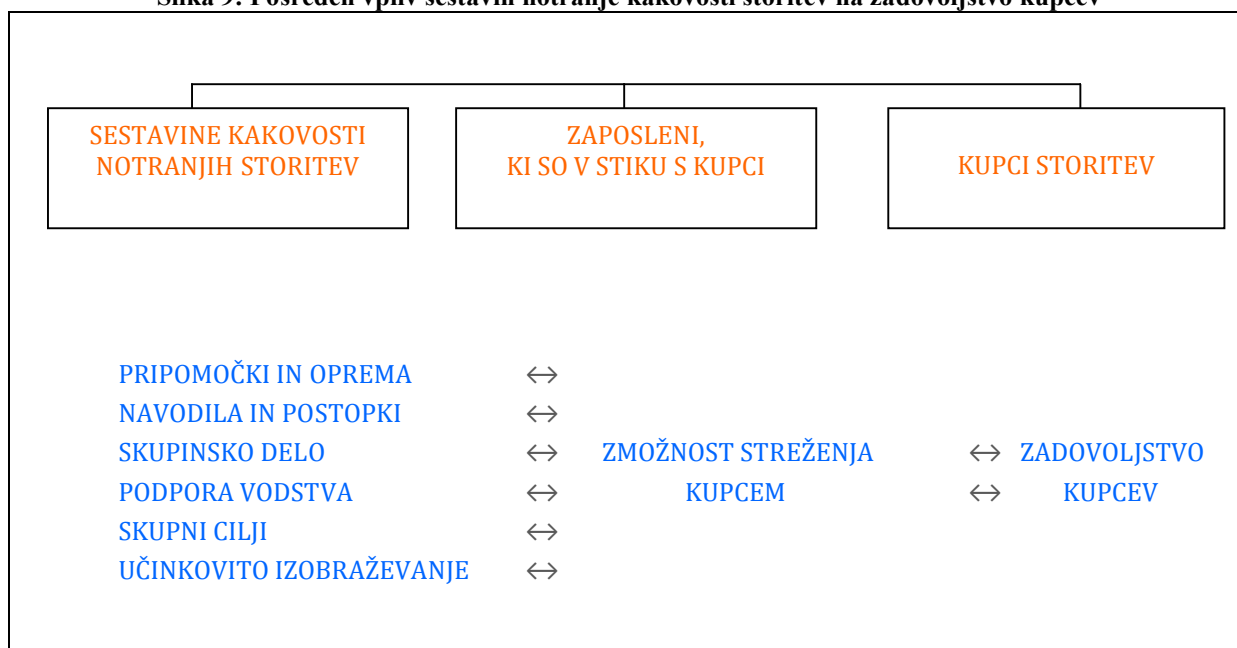 Slika 9: Posreden vpliv sestavin notranje kakovosti storitev na zadovoljstvo kupcev
SESTAVINE KAKOVOSTI
NOTRANJIH STORITEV
ZAPOSLENI,
KI SO V STIKU S KUPCI
KUPCI STORITEV
PRIPOMOČKI IN OPREMA ↔
NAVODILA IN POSTOPKI ↔
SKUPINSKO DELO ↔ ZMOŽNOST STREŽENJA ↔ ZADOVOLJSTVO
PODPORA VODSTVA ↔ KUPCEM ↔ KUPCEV
SKUPNI CILJI ↔
UČINKOVITO IZOBRAŽEVANJE ↔